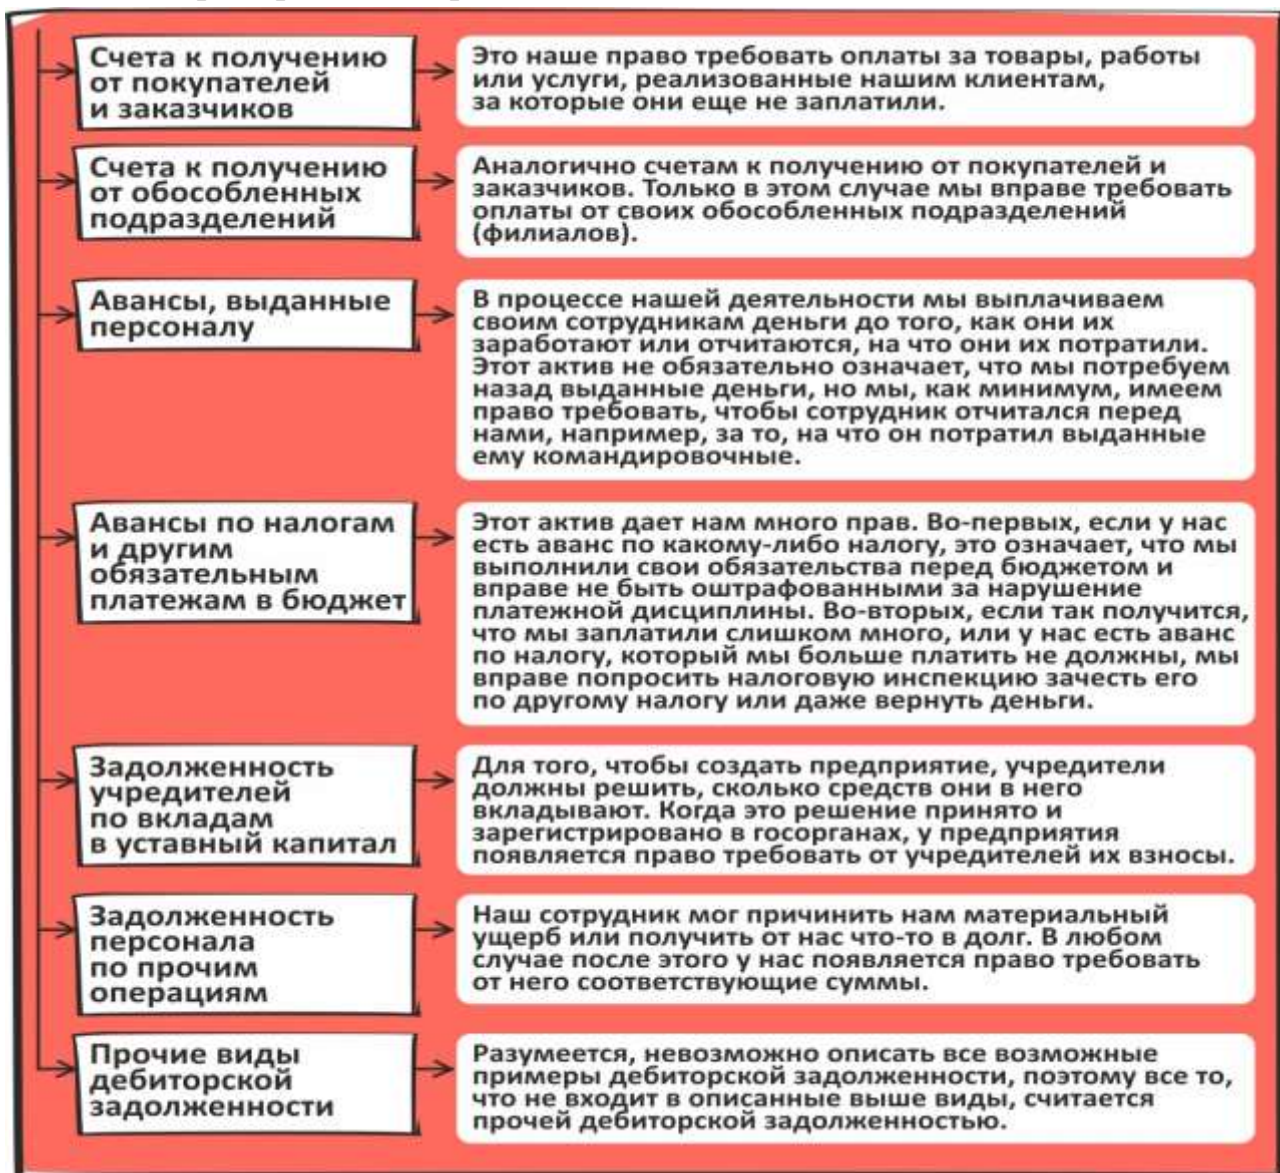 Счета к получению
от покупателей
и заказчиков
Это наше право требовать оплаты за товары, работы
или услуги, реализованные нашим клиентам,
за которые они еще не заплатили.
Счета к получению
от обособленных
подразделений
Аналогично счетам к получению от покупателей и
заказчиков. Только в этом случае мы вправе требовать
оплаты от своих обособленных подразделений
(филиалов).
Авансы, выданные
персоналу
В процессе нашей деятельности мы выплачиваем
своим сотрудникам деньги до того, как они их
заработают или отчитаются, на что они их потратили.
Этот актив не обязательно означает, что мы потребуем
назад выданные деньги, но мы, как минимум, имеем
право требовать, чтобы сотрудник отчитался перед
нами, например, за то, на что он потратил выданные
ему командировочные.
Авансы по налогам
и другим
обязательным
платежам в бюджет
Этот актив дает нам много прав. Во-первых, если у нас
есть аванс по какому-либо налогу, это означает, что мы
выполнили свои обязательства перед бюджетом и
вправе не быть оштрафованными за нарушение
платежной дисциплины. Во-вторых, если так получится,
что мы заплатили слишком много, или у нас есть аванс
по налогу, который мы больше платить не должны, мы
вправе попросить налоговую инспекцию зачесть его
по другому налогу или даже вернуть деньги.
Задолженность
учредителей
по вкладам
в уставный капитал
Для того, чтобы создать предприятие, учредители
должны решить, сколько средств они в него
вкладывают. Когда это решение принято и
зарегистрировано в госорганах, у предприятия
появляется право требовать от учредителей их взносы.
Задолженность
персонала
по прочим
операциям
Наш сотрудник мог причинить нам материальный
ущерб или получить от нас что-то в долг. В любом
случае после этого у нас появляется право требовать
от него соответствующие суммы.
Прочие виды
дебиторской
задолженности
Разумеется, невозможно описать все возможные
примеры дебиторской задолженности, поэтому все то,
что не входит в описанные выше виды, считается
прочей дебиторской задолженностью.